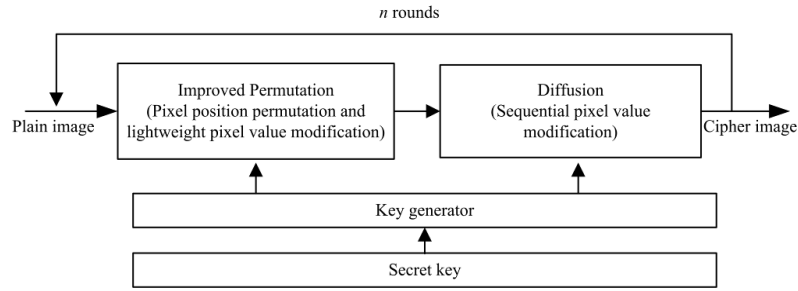 n rounds
Improved Permutation
(Pixel position permutation and
lightweight pixel value modification)
Diffusion
(Sequential pixel value
modification)
Plain image
Cipher image
Key generator
Secret key